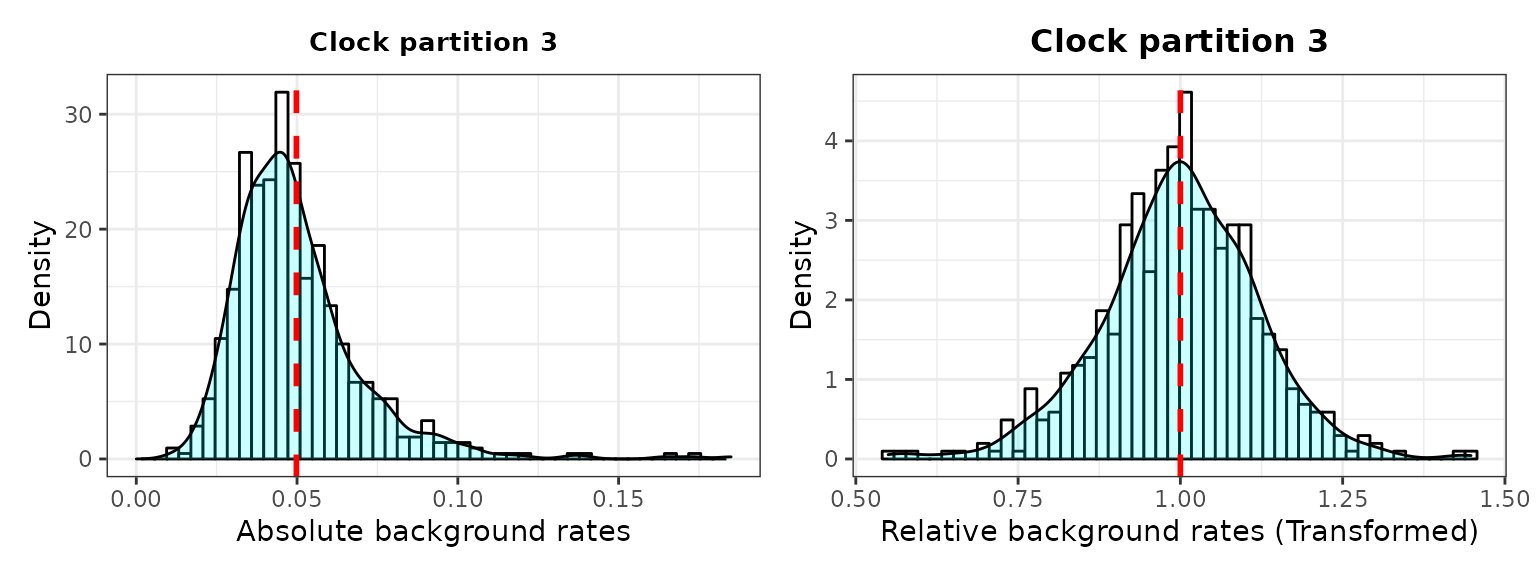 Clock partition 3
Density
30
20
10
0
0.00 0.05 0.10 0.15
Absolute background rates
Clock partition 3
Density
4
3
2
1
0
0.50 0.75 1.00 1.25 1.50
Relative background rates (Transformed)